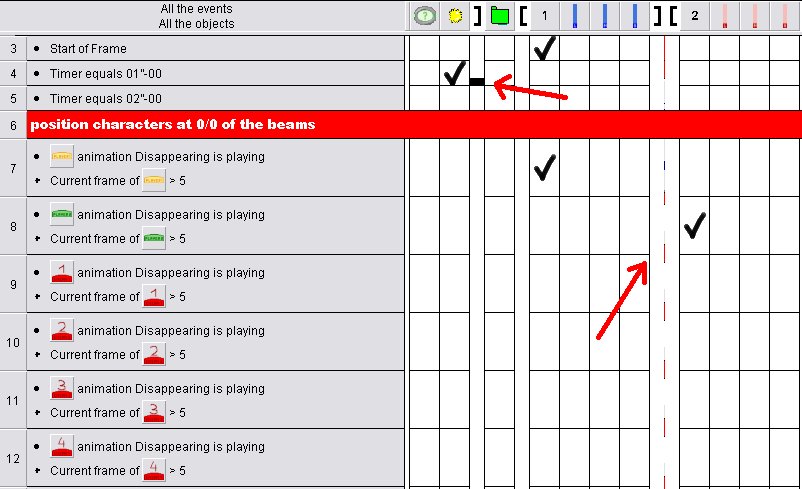 All the events
All the objects
? ] [ 1 ] [ 2
3 • Start of Frame
4 • Timer equals 01"-00
5 • Timer equals 02"-00
6 position characters at 0/0 of the beams
7 • PLAYERS animation Disappearing is playing
+ Current frame of PLAYERS > 5
8 • PLAYERS animation Disappearing is playing
+ Current frame of PLAYERS > 5
9 • 1 animation Disappearing is playing
+ Current frame of 1 > 5
10 • 2 animation Disappearing is playing
+ Current frame of 2 > 5
11 • 3 animation Disappearing is playing
+ Current frame of 3 > 5
12 • 4 animation Disappearing is playing
+ Current frame of 4 > 5